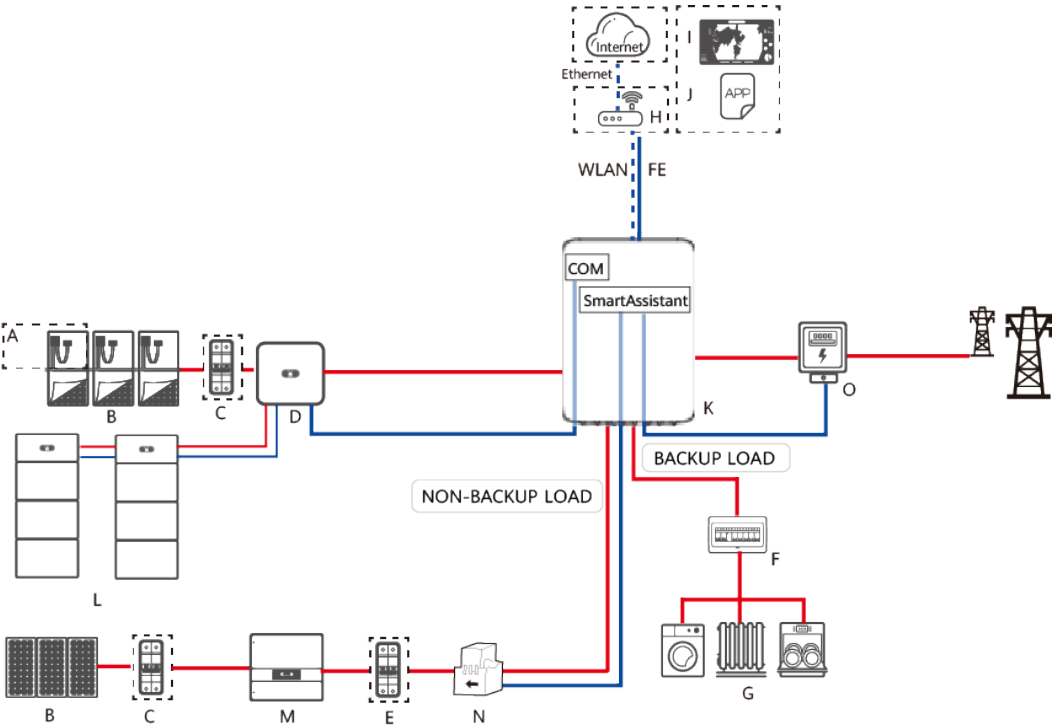 Internet
I
Ethernet
J
APP
H
WLAN
FE
COM
SmartAssistant
A
B
C
D
K
O
BACKUP LOAD
NON-BACKUP LOAD
F
L
G
B
C
M
E
N